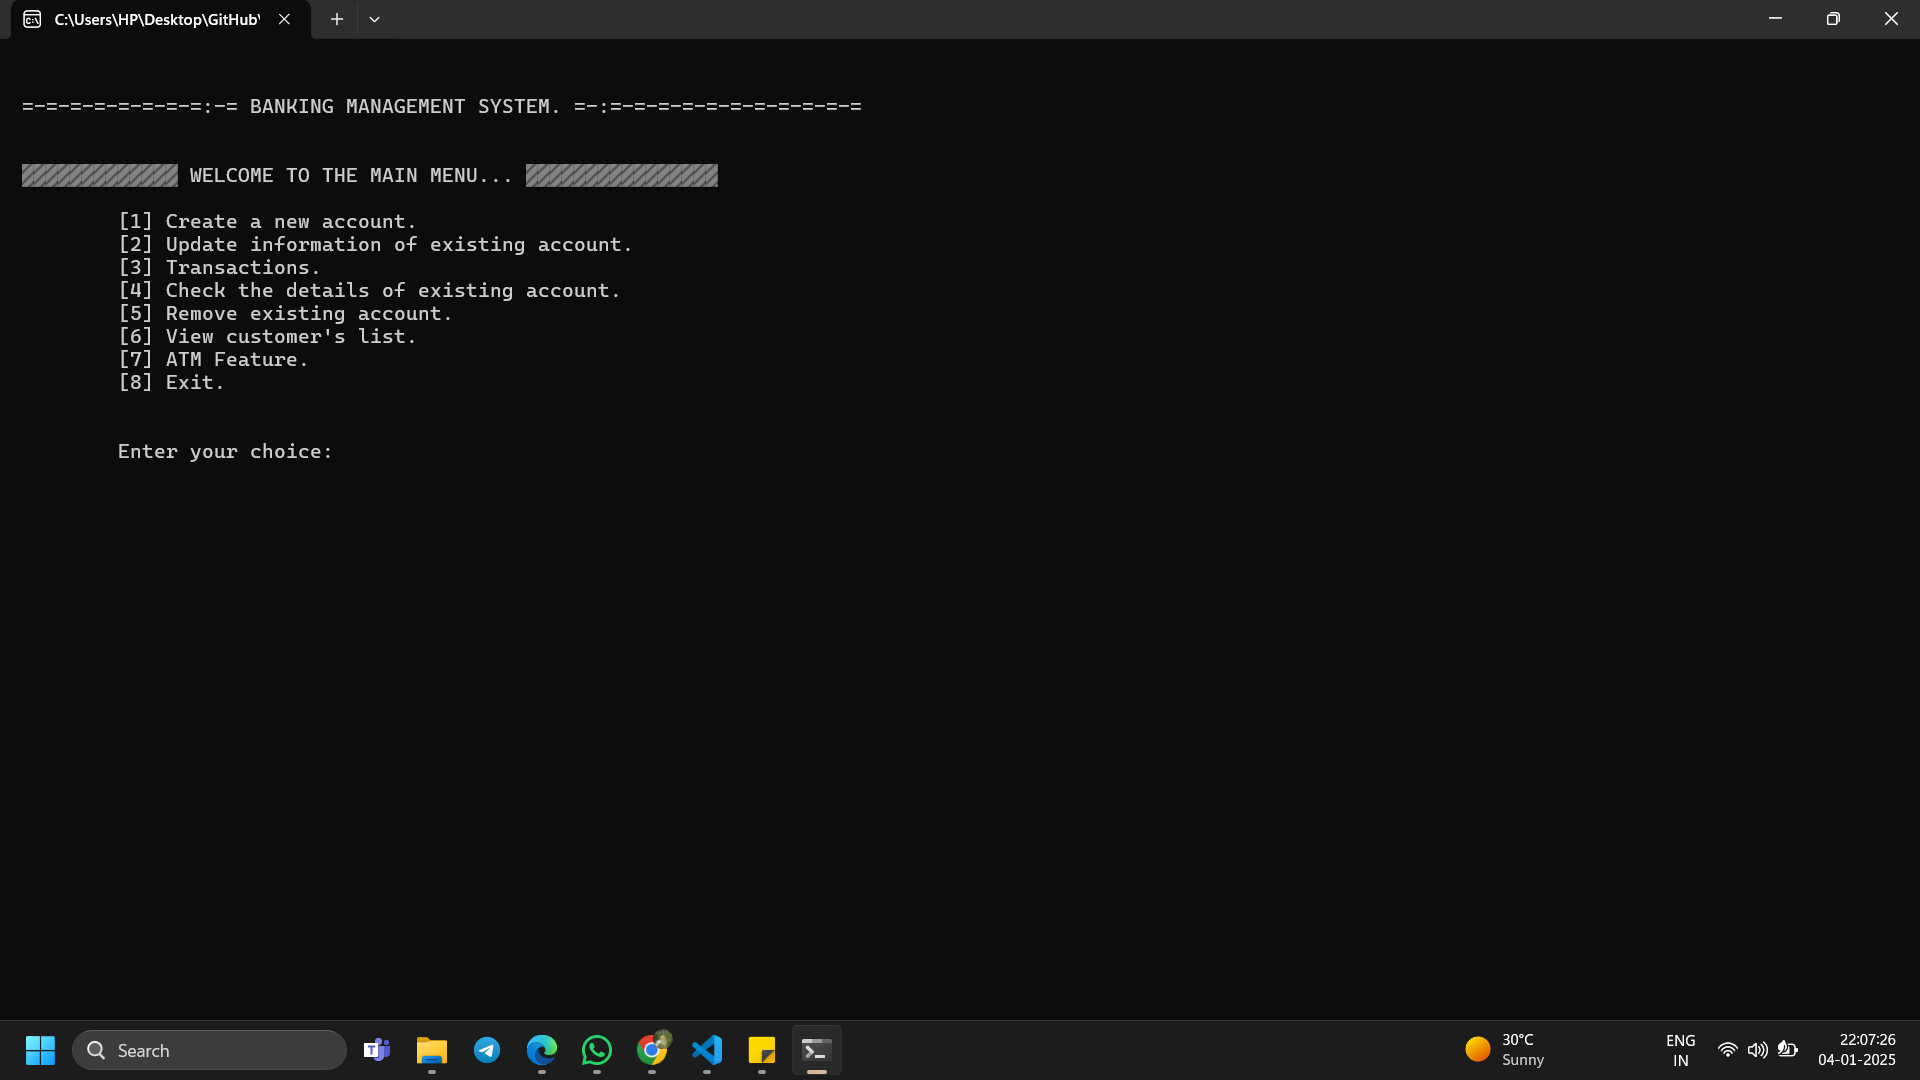 C:\Users\HP\Desktop\GitHub\
=-=-=-=-=-=-=-=:-= BANKING MANAGEMENT SYSTEM. =-:=-=-=-=-=-=-=-=-=-=-=
▒▒▒▒▒▒▒▒▒▒▒▒▒ WELCOME TO THE MAIN MENU... ▒▒▒▒▒▒▒▒▒▒▒▒▒▒▒▒
[1] Create a new account.
[2] Update information of existing account.
[3] Transactions.
[4] Check the details of existing account.
[5] Remove existing account.
[6] View customer's list.
[7] ATM Feature.
[8] Exit.
Enter your choice:
Search
30°C
Sunny
ENG
IN
22:07:26
04-01-2025